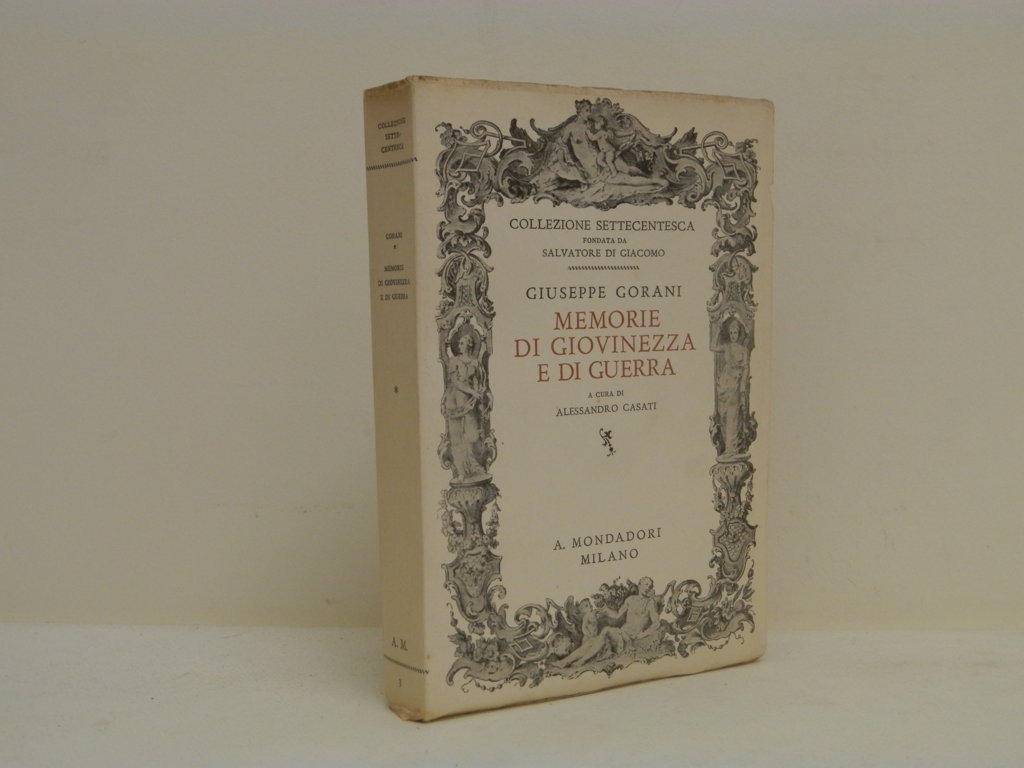 COLLEZIONE
SETTE-
CENTESCA
GORANI
*
MEMORIE
DI GIOVINEZZA
E DI GUERRA
*
A. M.
3
COLLEZIONE SETTECENTESCA
FONDATA DA
SALVATORE DI GIACOMO
GIUSEPPE GORANI
MEMORIE
DI GIOVINEZZA
E DI GUERRA
A CURA DI
ALESSANDRO CASATI
A. MONDADORI
MILANO